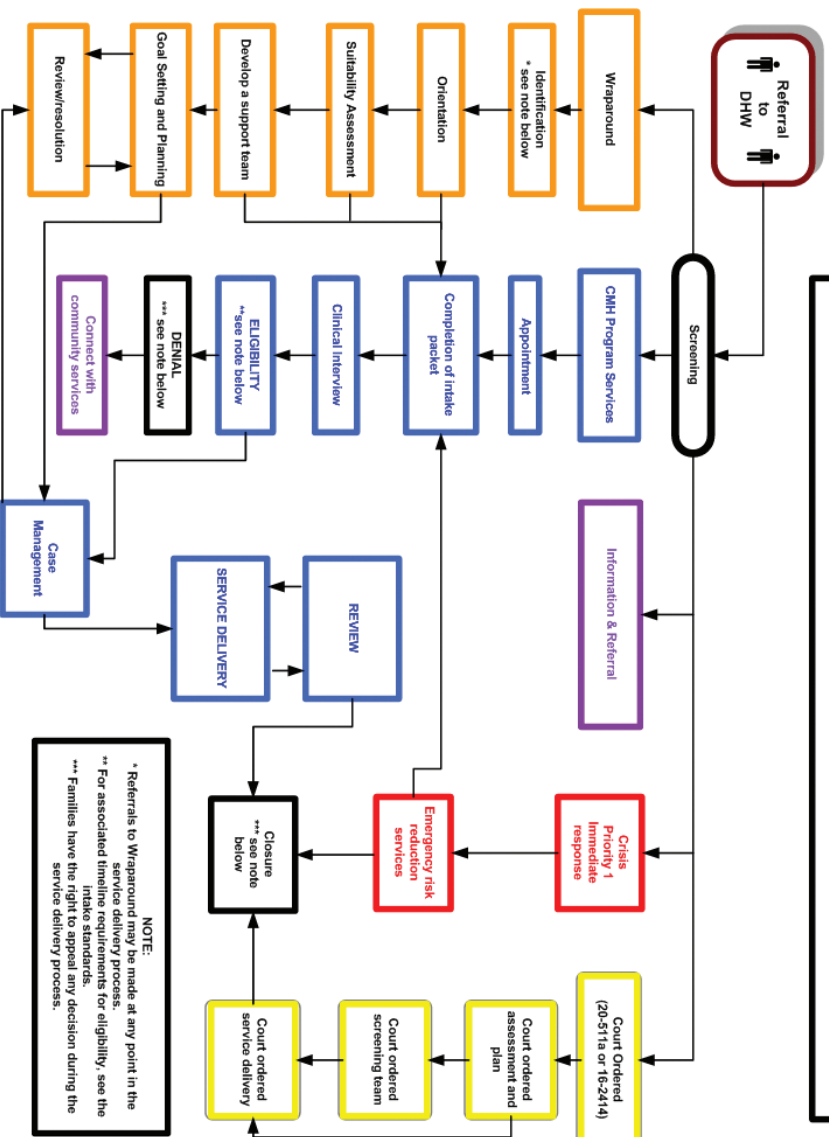 Referral
to
DHW
Screening
Wraparound
Identification
* see note below
Orientation
Suitability Assessment
Develop a support team
Goal Setting and Planning
Review/resolution
CMH Program Services
Appointment
Completion of intake
packet
Clinical Interview
ELIGIBILITY
**see note below
DENIAL
*** see note below
Connect with
community services
Case
Management
SERVICE DELIVERY
REVIEW
Information & Referral
Crisis
Priority 1
Immediate
response
Emergency risk
reduction
services
Closure
*** see note
below
Court Ordered
(20-511a or 16-2414)
Court ordered
assessment and
plan
Court ordered
screening team
Court ordered
service delivery
NOTE:
* Referrals to Wraparound may be made at any point in the
service delivery process.
** For associated timeline requirements for eligibility, see the
intake standards.
*** Families have the right to appeal any decision during the
service delivery process.